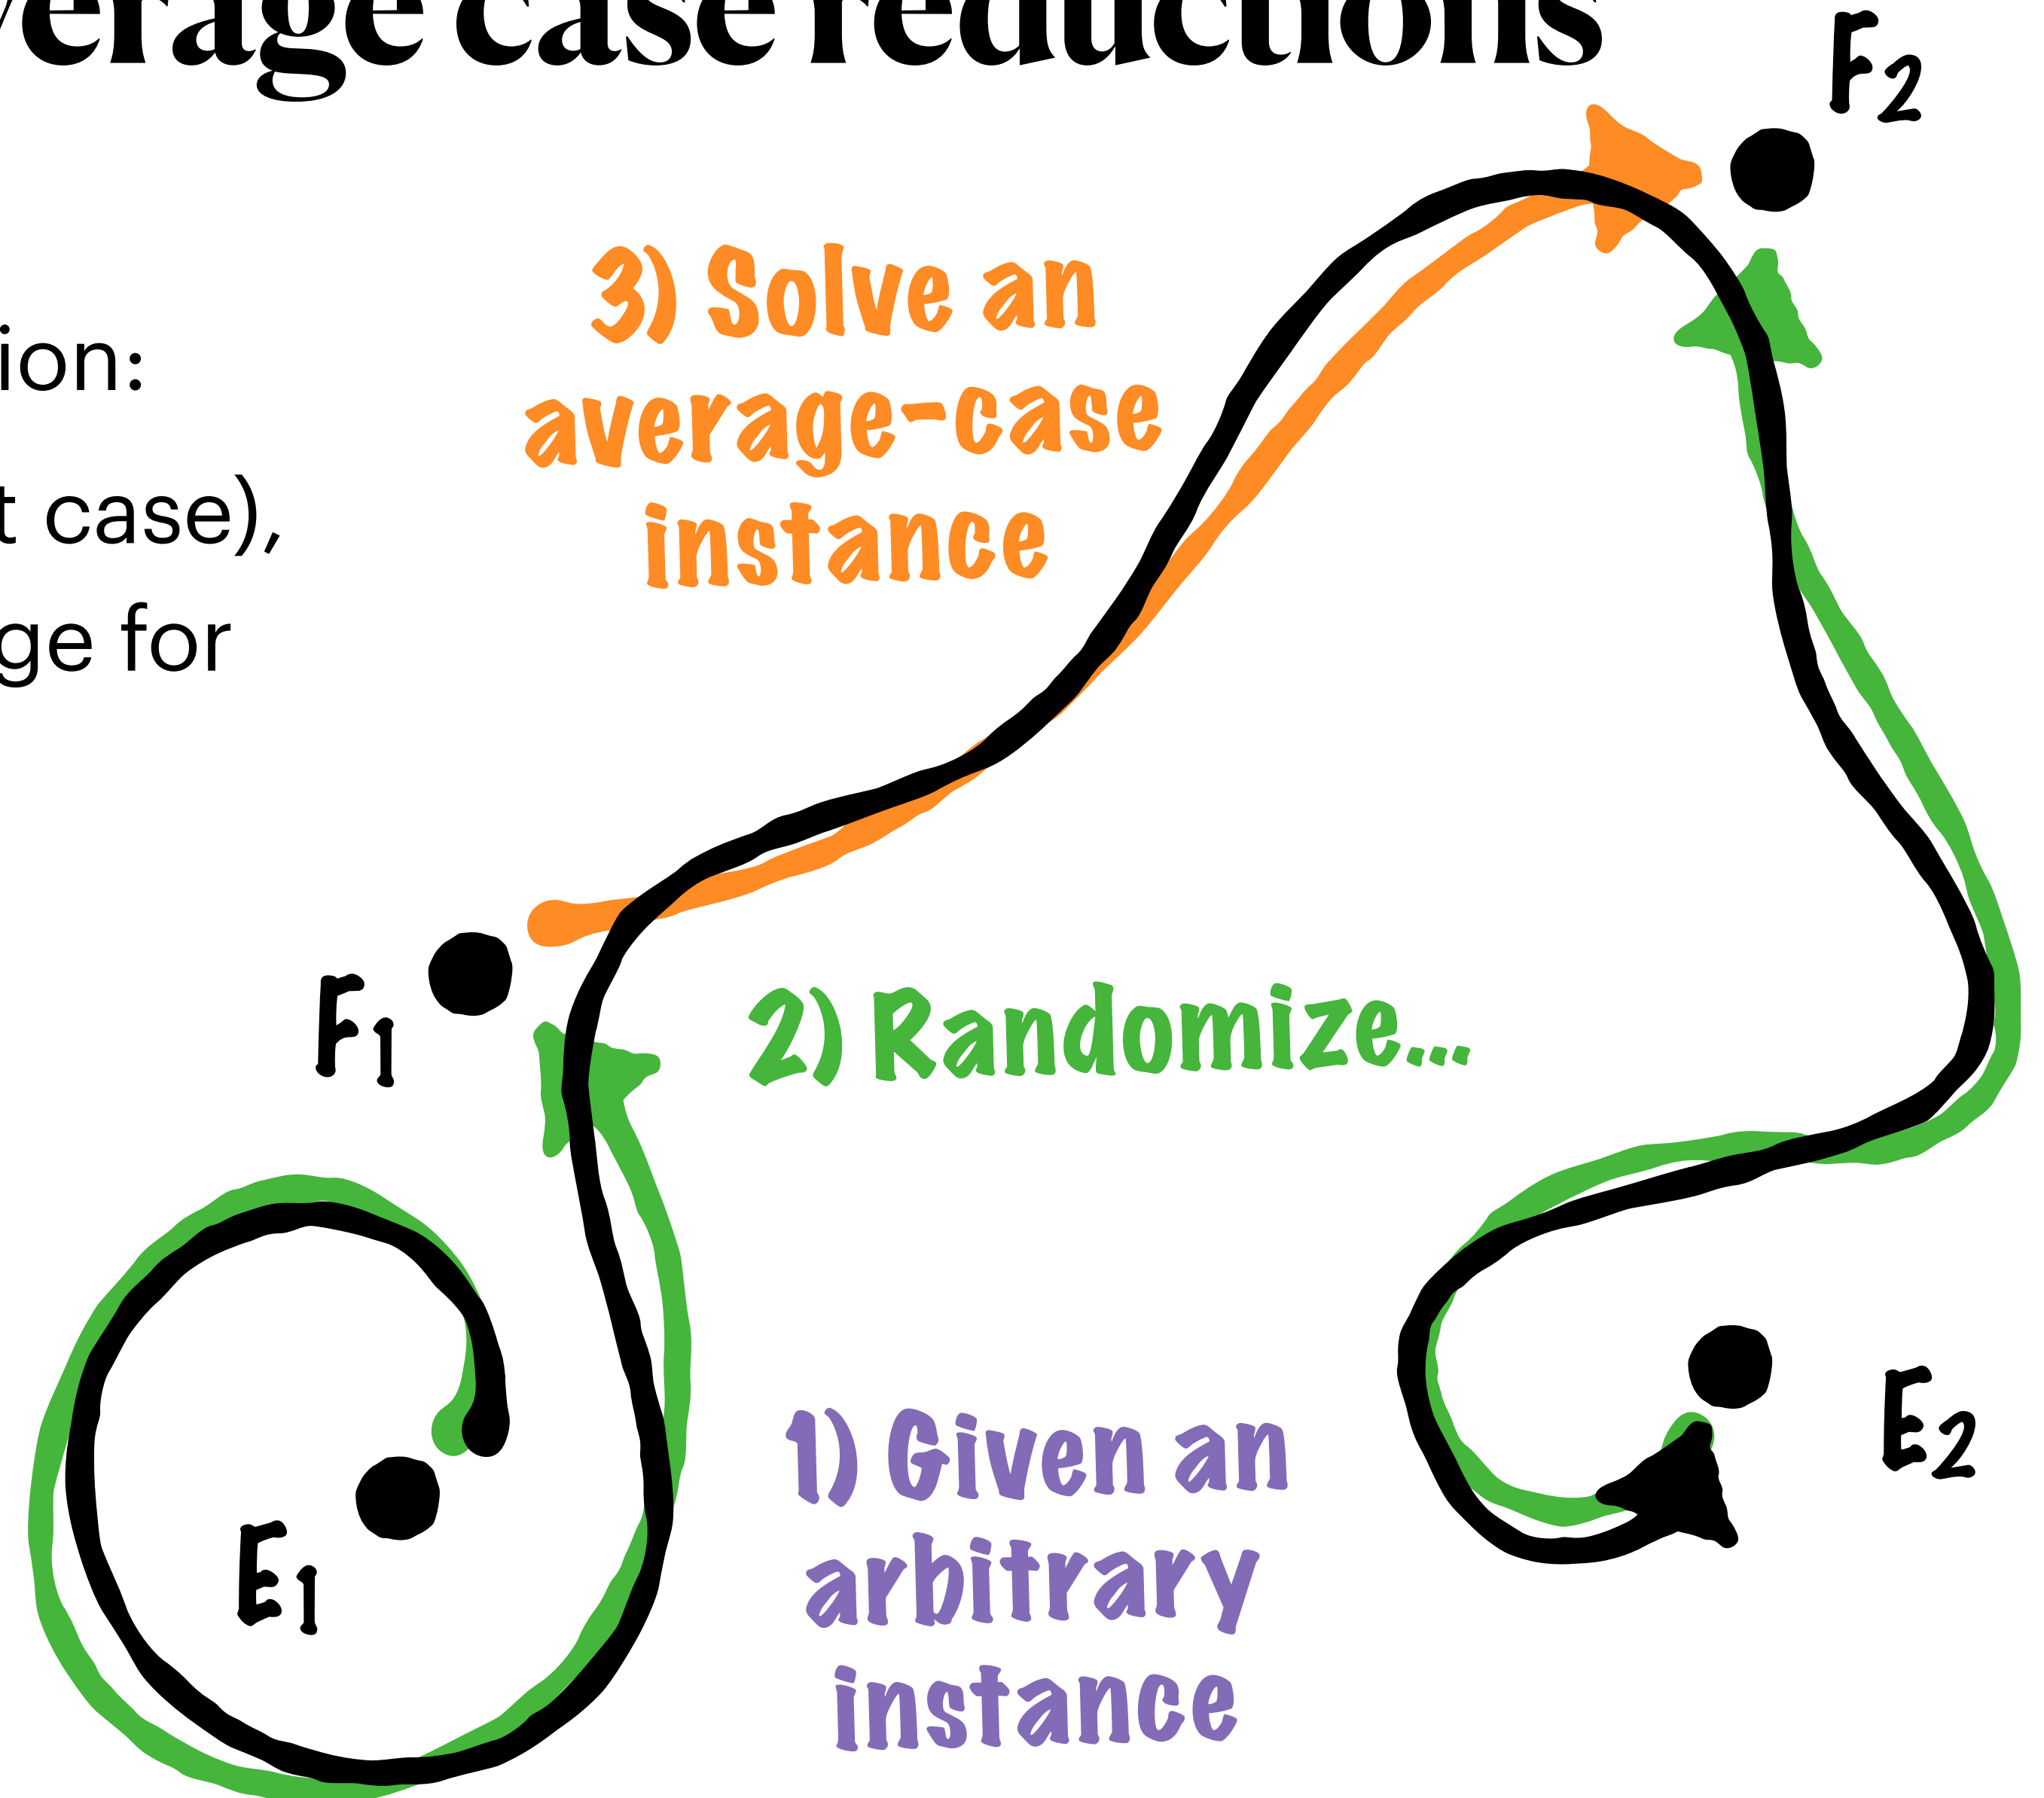 erage case reductions
F2
3) Solve an
average-case
instance
ion:
t case),
ge for
F1
2) Randomize...
E1
E2
1) Given an
arbitrary
instance